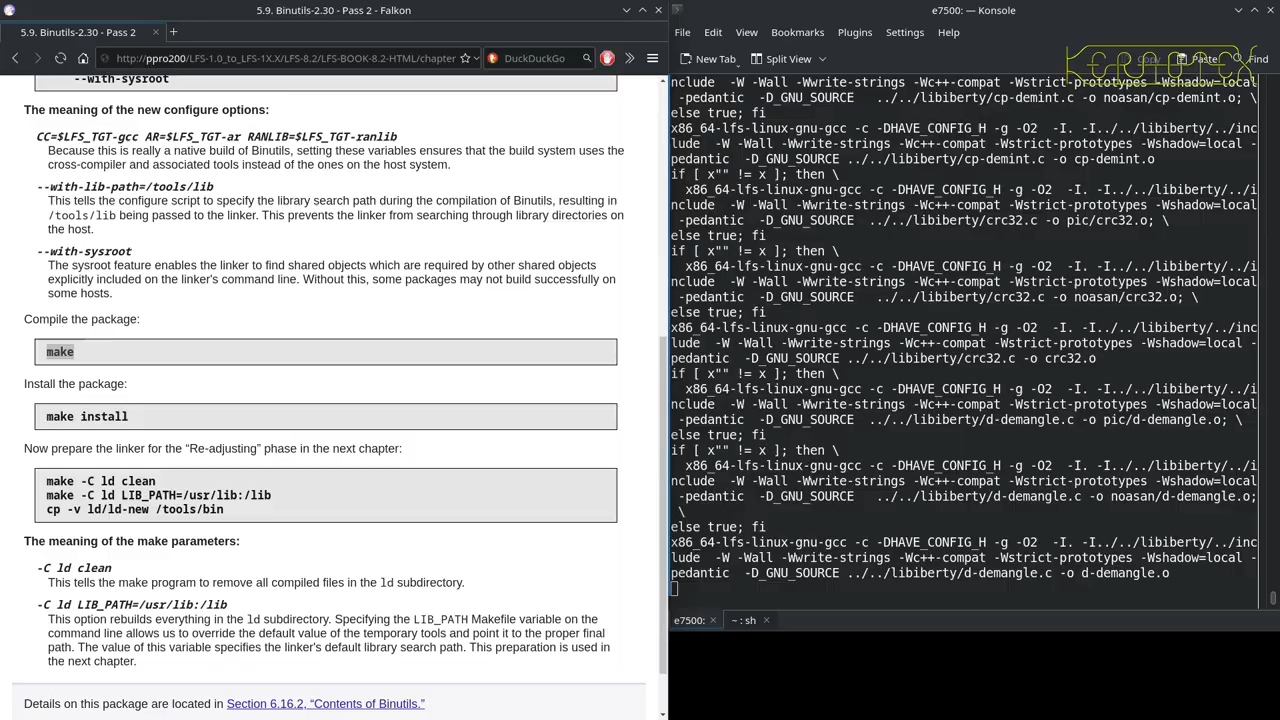 5.9. Binutils-2.30 - Pass 2 - Falkon
5.9. Binutils-2.30 - Pass 2
http://ppro200/LFS-1.0_to_LFS-1X.X/LFS-8.2/LFS-BOOK-8.2-HTML/chapter
DuckDuckGo
--with-sysroot
The meaning of the new configure options:
CC=$LFS_TGT-gcc AR=$LFS_TGT-ar RANLIB=$LFS_TGT-ranlib
Because this is really a native build of Binutils, setting these variables ensures that the build system uses the
cross-compiler and associated tools instead of the ones on the host system.
--with-lib-path=/tools/lib
This tells the configure script to specify the library search path during the compilation of Binutils, resulting in
/tools/lib being passed to the linker. This prevents the linker from searching through library directories on
the host.
--with-sysroot
The sysroot feature enables the linker to find shared objects which are required by other shared objects
explicitly included on the linker's command line. Without this, some packages may not build successfully on
some hosts.
Compile the package:
make
Install the package:
make install
Now prepare the linker for the “Re-adjusting” phase in the next chapter:
make -C ld clean
make -C ld LIB_PATH=/usr/lib:/lib
cp -v ld/ld-new /tools/bin
The meaning of the make parameters:
-C ld clean
This tells the make program to remove all compiled files in the ld subdirectory.
-C ld LIB_PATH=/usr/lib:/lib
This option rebuilds everything in the ld subdirectory. Specifying the LIB_PATH Makefile variable on the
command line allows us to override the default value of the temporary tools and point it to the proper final
path. The value of this variable specifies the linker's default library search path. This preparation is used in
the next chapter.
Details on this package are located in Section 6.16.2, “Contents of Binutils.”
e7500: — Konsole
File Edit View Bookmarks Plugins Settings Help
New Tab Split View Copy Paste Find
nclude -W -Wall -Wwrite-strings -Wc++-compat -Wstrict-prototypes -Wshadow=local
-pedantic -D_GNU_SOURCE ../../libiberty/cp-demint.c -o noasan/cp-demint.o; \
else true; fi
x86_64-lfs-linux-gnu-gcc -c -DHAVE_CONFIG_H -g -O2 -I. -I../../libiberty/../inc
lude -W -Wall -Wwrite-strings -Wc++-compat -Wstrict-prototypes -Wshadow=local -
pedantic -D_GNU_SOURCE ../../libiberty/cp-demint.c -o cp-demint.o
if [ x"" != x ]; then \
x86_64-lfs-linux-gnu-gcc -c -DHAVE_CONFIG_H -g -O2 -I. -I../../libiberty/../i
nclude -W -Wall -Wwrite-strings -Wc++-compat -Wstrict-prototypes -Wshadow=local
-pedantic -D_GNU_SOURCE ../../libiberty/crc32.c -o pic/crc32.o; \
else true; fi
if [ x"" != x ]; then \
x86_64-lfs-linux-gnu-gcc -c -DHAVE_CONFIG_H -g -O2 -I. -I../../libiberty/../i
nclude -W -Wall -Wwrite-strings -Wc++-compat -Wstrict-prototypes -Wshadow=local
-pedantic -D_GNU_SOURCE ../../libiberty/crc32.c -o noasan/crc32.o; \
else true; fi
x86_64-lfs-linux-gnu-gcc -c -DHAVE_CONFIG_H -g -O2 -I. -I../../libiberty/../inc
lude -W -Wall -Wwrite-strings -Wc++-compat -Wstrict-prototypes -Wshadow=local -
pedantic -D_GNU_SOURCE ../../libiberty/crc32.c -o crc32.o
if [ x"" != x ]; then \
x86_64-lfs-linux-gnu-gcc -c -DHAVE_CONFIG_H -g -O2 -I. -I../../libiberty/../i
nclude -W -Wall -Wwrite-strings -Wc++-compat -Wstrict-prototypes -Wshadow=local
-pedantic -D_GNU_SOURCE ../../libiberty/d-demangle.c -o pic/d-demangle.o; \
else true; fi
if [ x"" != x ]; then \
x86_64-lfs-linux-gnu-gcc -c -DHAVE_CONFIG_H -g -O2 -I. -I../../libiberty/../i
nclude -W -Wall -Wwrite-strings -Wc++-compat -Wstrict-prototypes -Wshadow=local
-pedantic -D_GNU_SOURCE ../../libiberty/d-demangle.c -o noasan/d-demangle.o;
\
else true; fi
x86_64-lfs-linux-gnu-gcc -c -DHAVE_CONFIG_H -g -O2 -I. -I../../libiberty/../inc
lude -W -Wall -Wwrite-strings -Wc++-compat -Wstrict-prototypes -Wshadow=local -
pedantic -D_GNU_SOURCE ../../libiberty/d-demangle.c -o d-demangle.o
e7500: ~ : sh